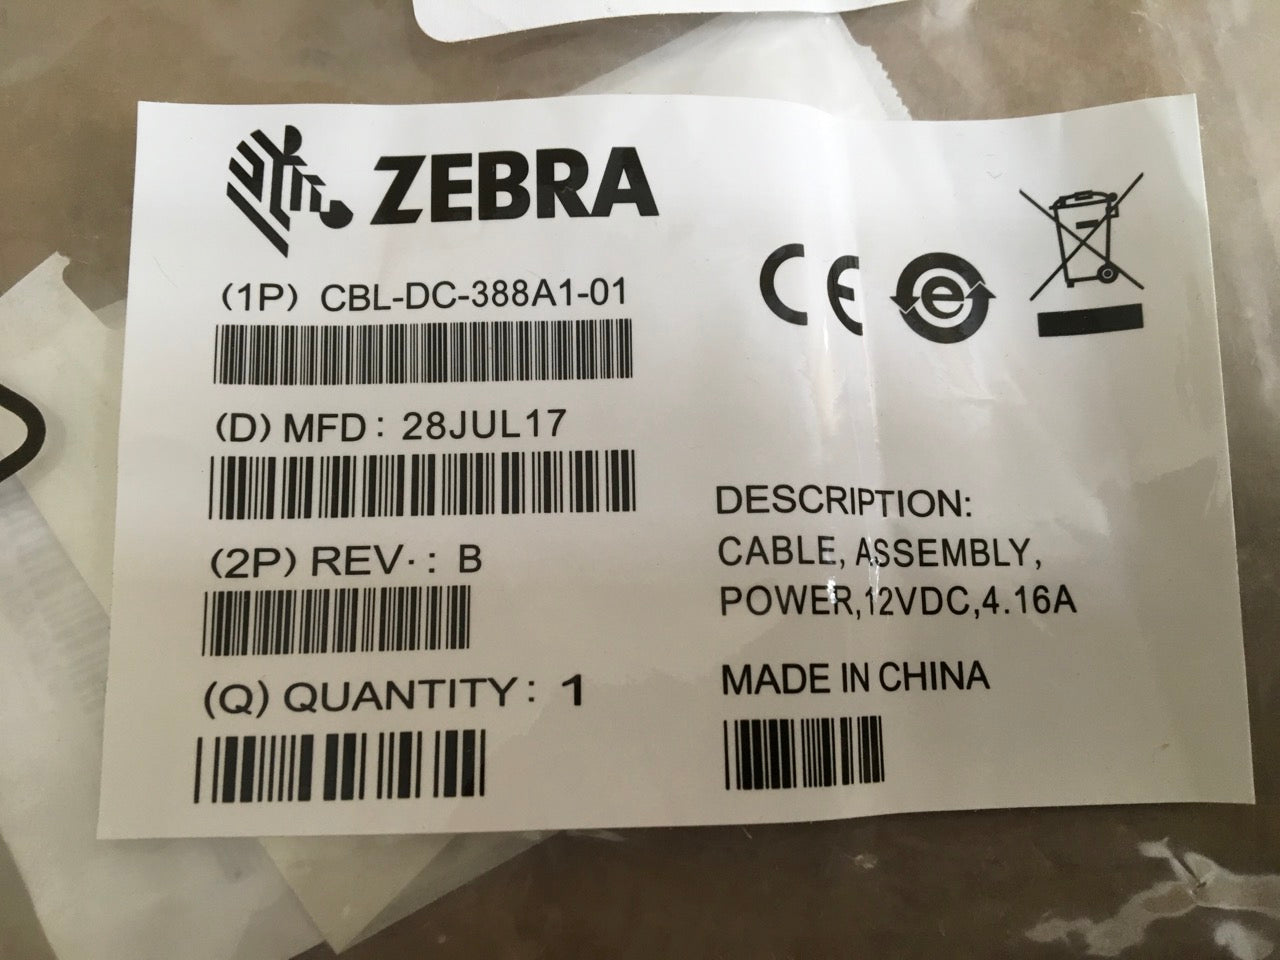 ZEBRA
(1P) CBL-DC-388A1-01
(D) MFD: 28JUL17
(2P) REV.: B
(Q) QUANTITY: 1
CE
e
DESCRIPTION:
CABLE, ASSEMBLY,
POWER,12VDC,4.16A
MADE IN CHINA